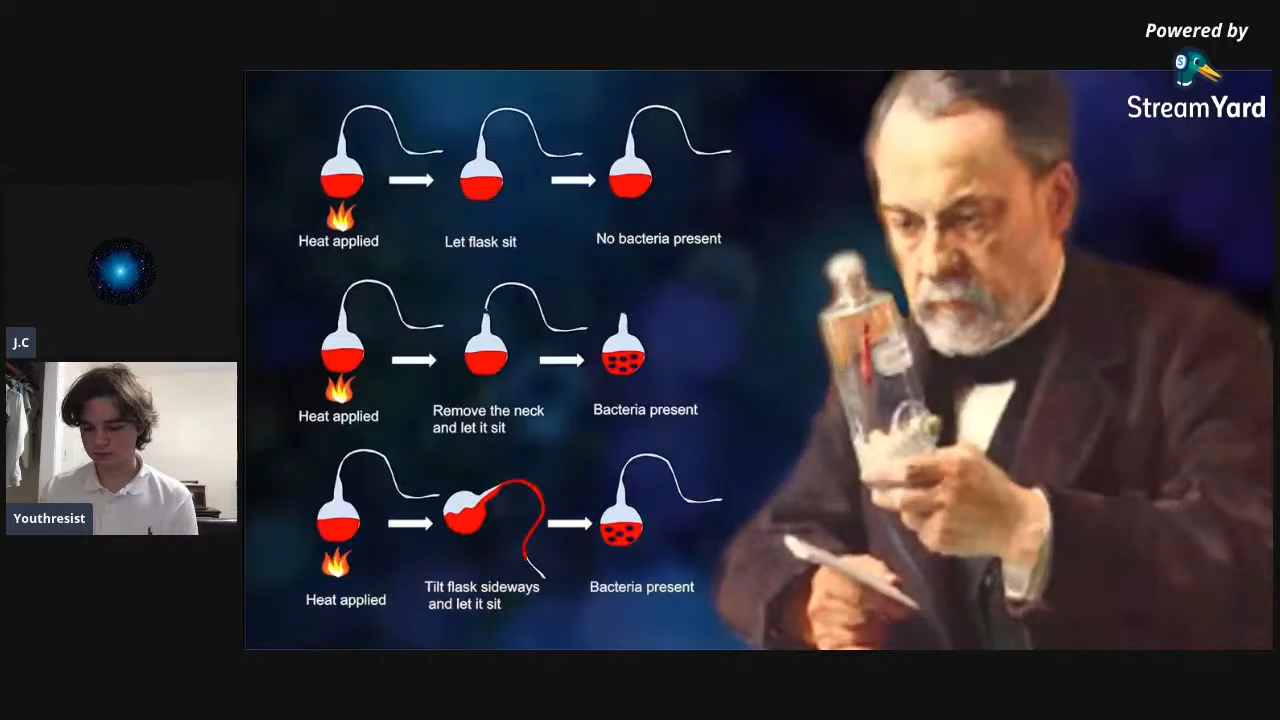 Powered by
S
StreamYard
Heat applied
Let flask sit
No bacteria present
Heat applied
Remove the neck
and let it sit
Bacteria present
Heat applied
Tilt flask sideways
and let it sit
Bacteria present
J.C
Youthresist